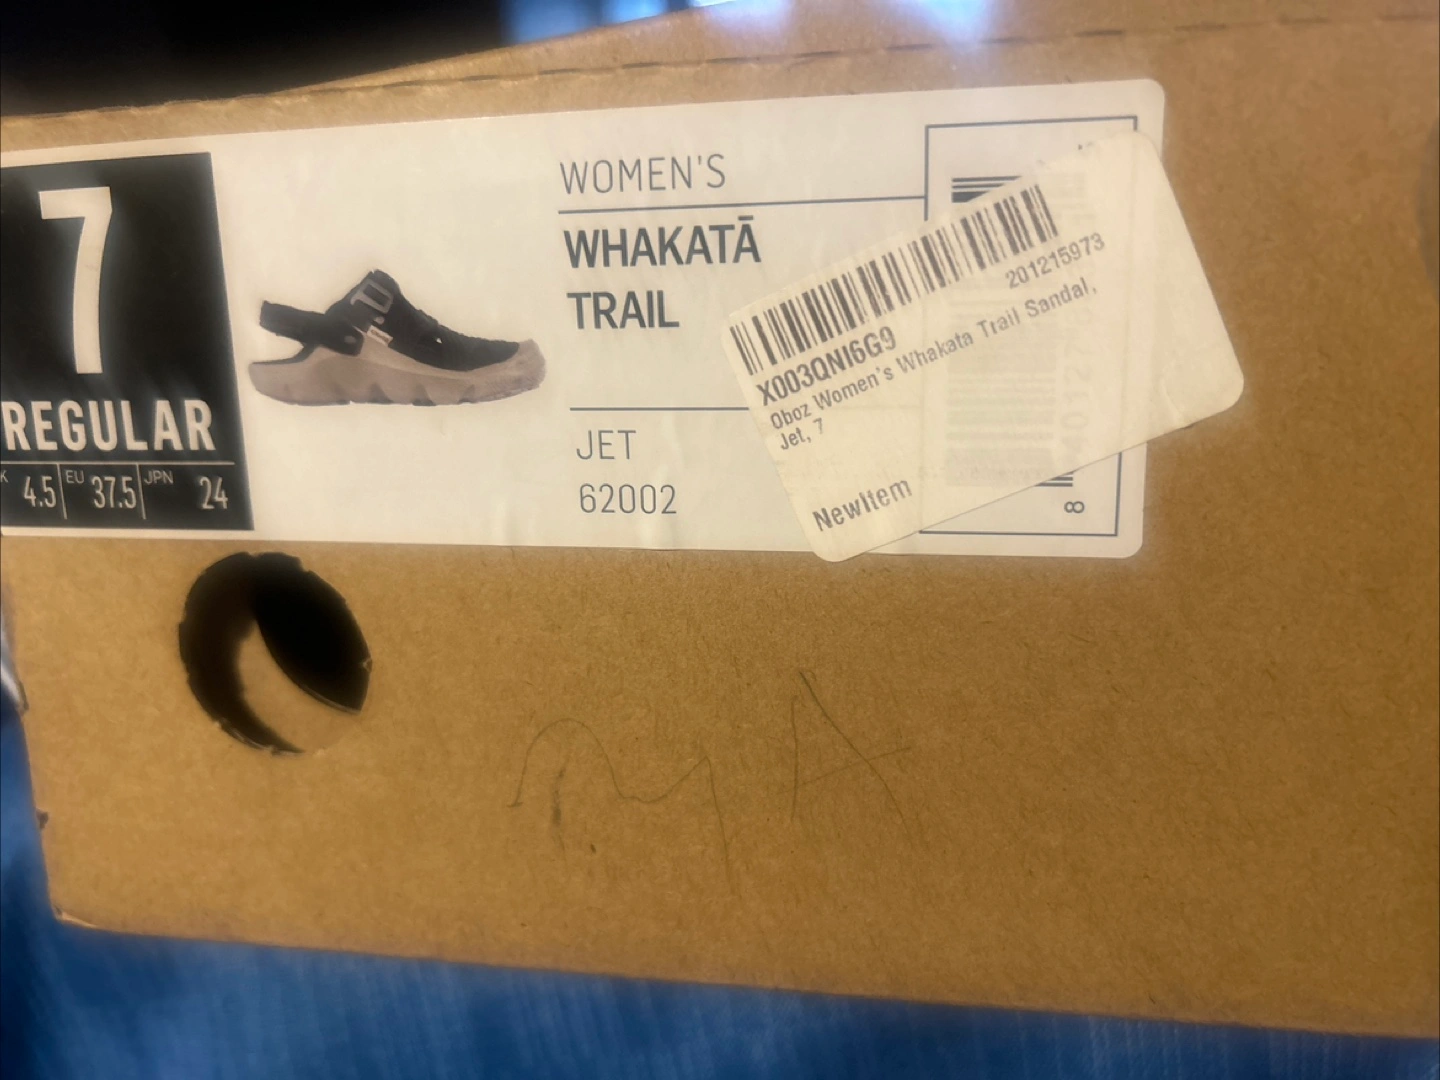 7
REGULAR
4.5 EU 37.5 JPN 24
WOMEN'S
WHAKATĀ
TRAIL
JET
62002
201215973
X003QNI6G9
Oboz Women's Whakata Trail Sandal,
Jet, 7
NewItem
8